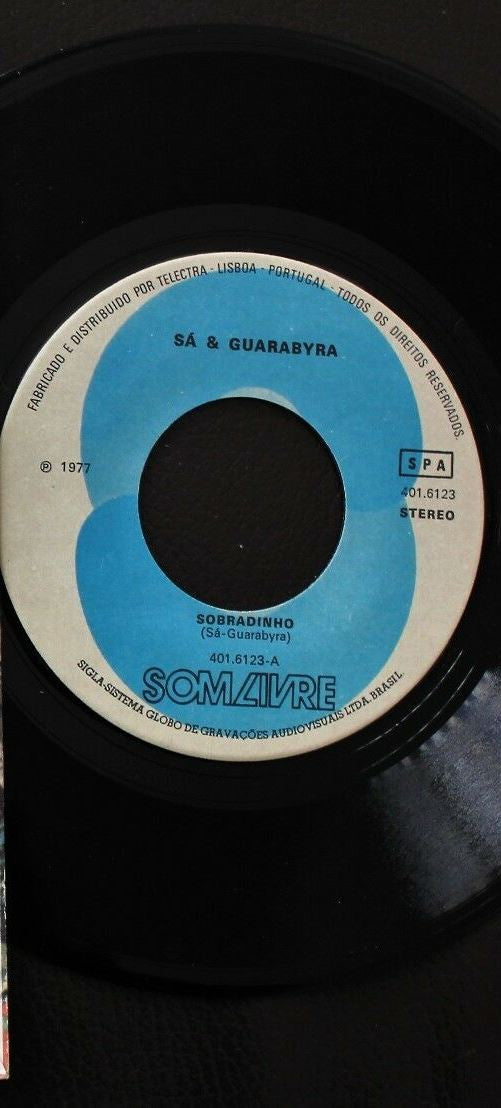 FABRICADO E DISTRIBUIDO POR TELECTRA - LISBOA - PORTUGAL - TODOS OS DIREITOS RESERVADOS.
SÁ & GUARABYRA
℗ 1977
SPA
401.6123
STEREO
SOBRADINHO
(Sá-Guarabyra)
401.6123-A
SOMLIVRE
SIGLA-SISTEMA GLOBO DE GRAVAÇÕES AUDIOVISUAIS LTDA. BRASIL.